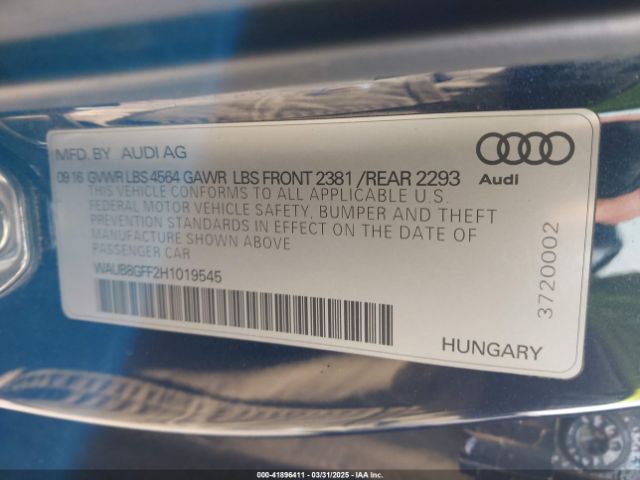 MFD. BY AUDI AG
08 16 GVWR LBS 4564 GAWR LBS FRONT 2381 /REAR 2293
THIS VEHICLE CONFORMS TO ALL APPLICABLE U.S.
FEDERAL MOTOR VEHICLE SAFETY, BUMPER AND THEFT
PREVENTION STANDARDS IN EFFECT ON THE DATE OF
MANUFACTURE SHOWN ABOVE
PASSENGER CAR
WAUB8GFF2H1019545
Audi
3720002
HUNGARY
000-41896411 - 03/31/2025 - IAA Inc.